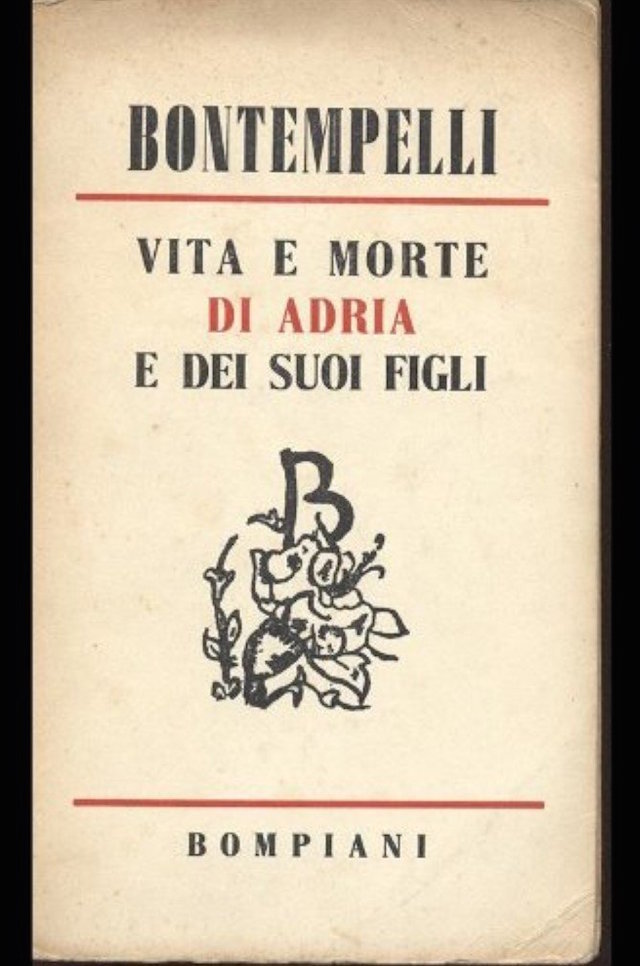 BONTEMPELLI
VITA E MORTE
DI ADRIA
E DEI SUOI FIGLI
B
BOMPIANI